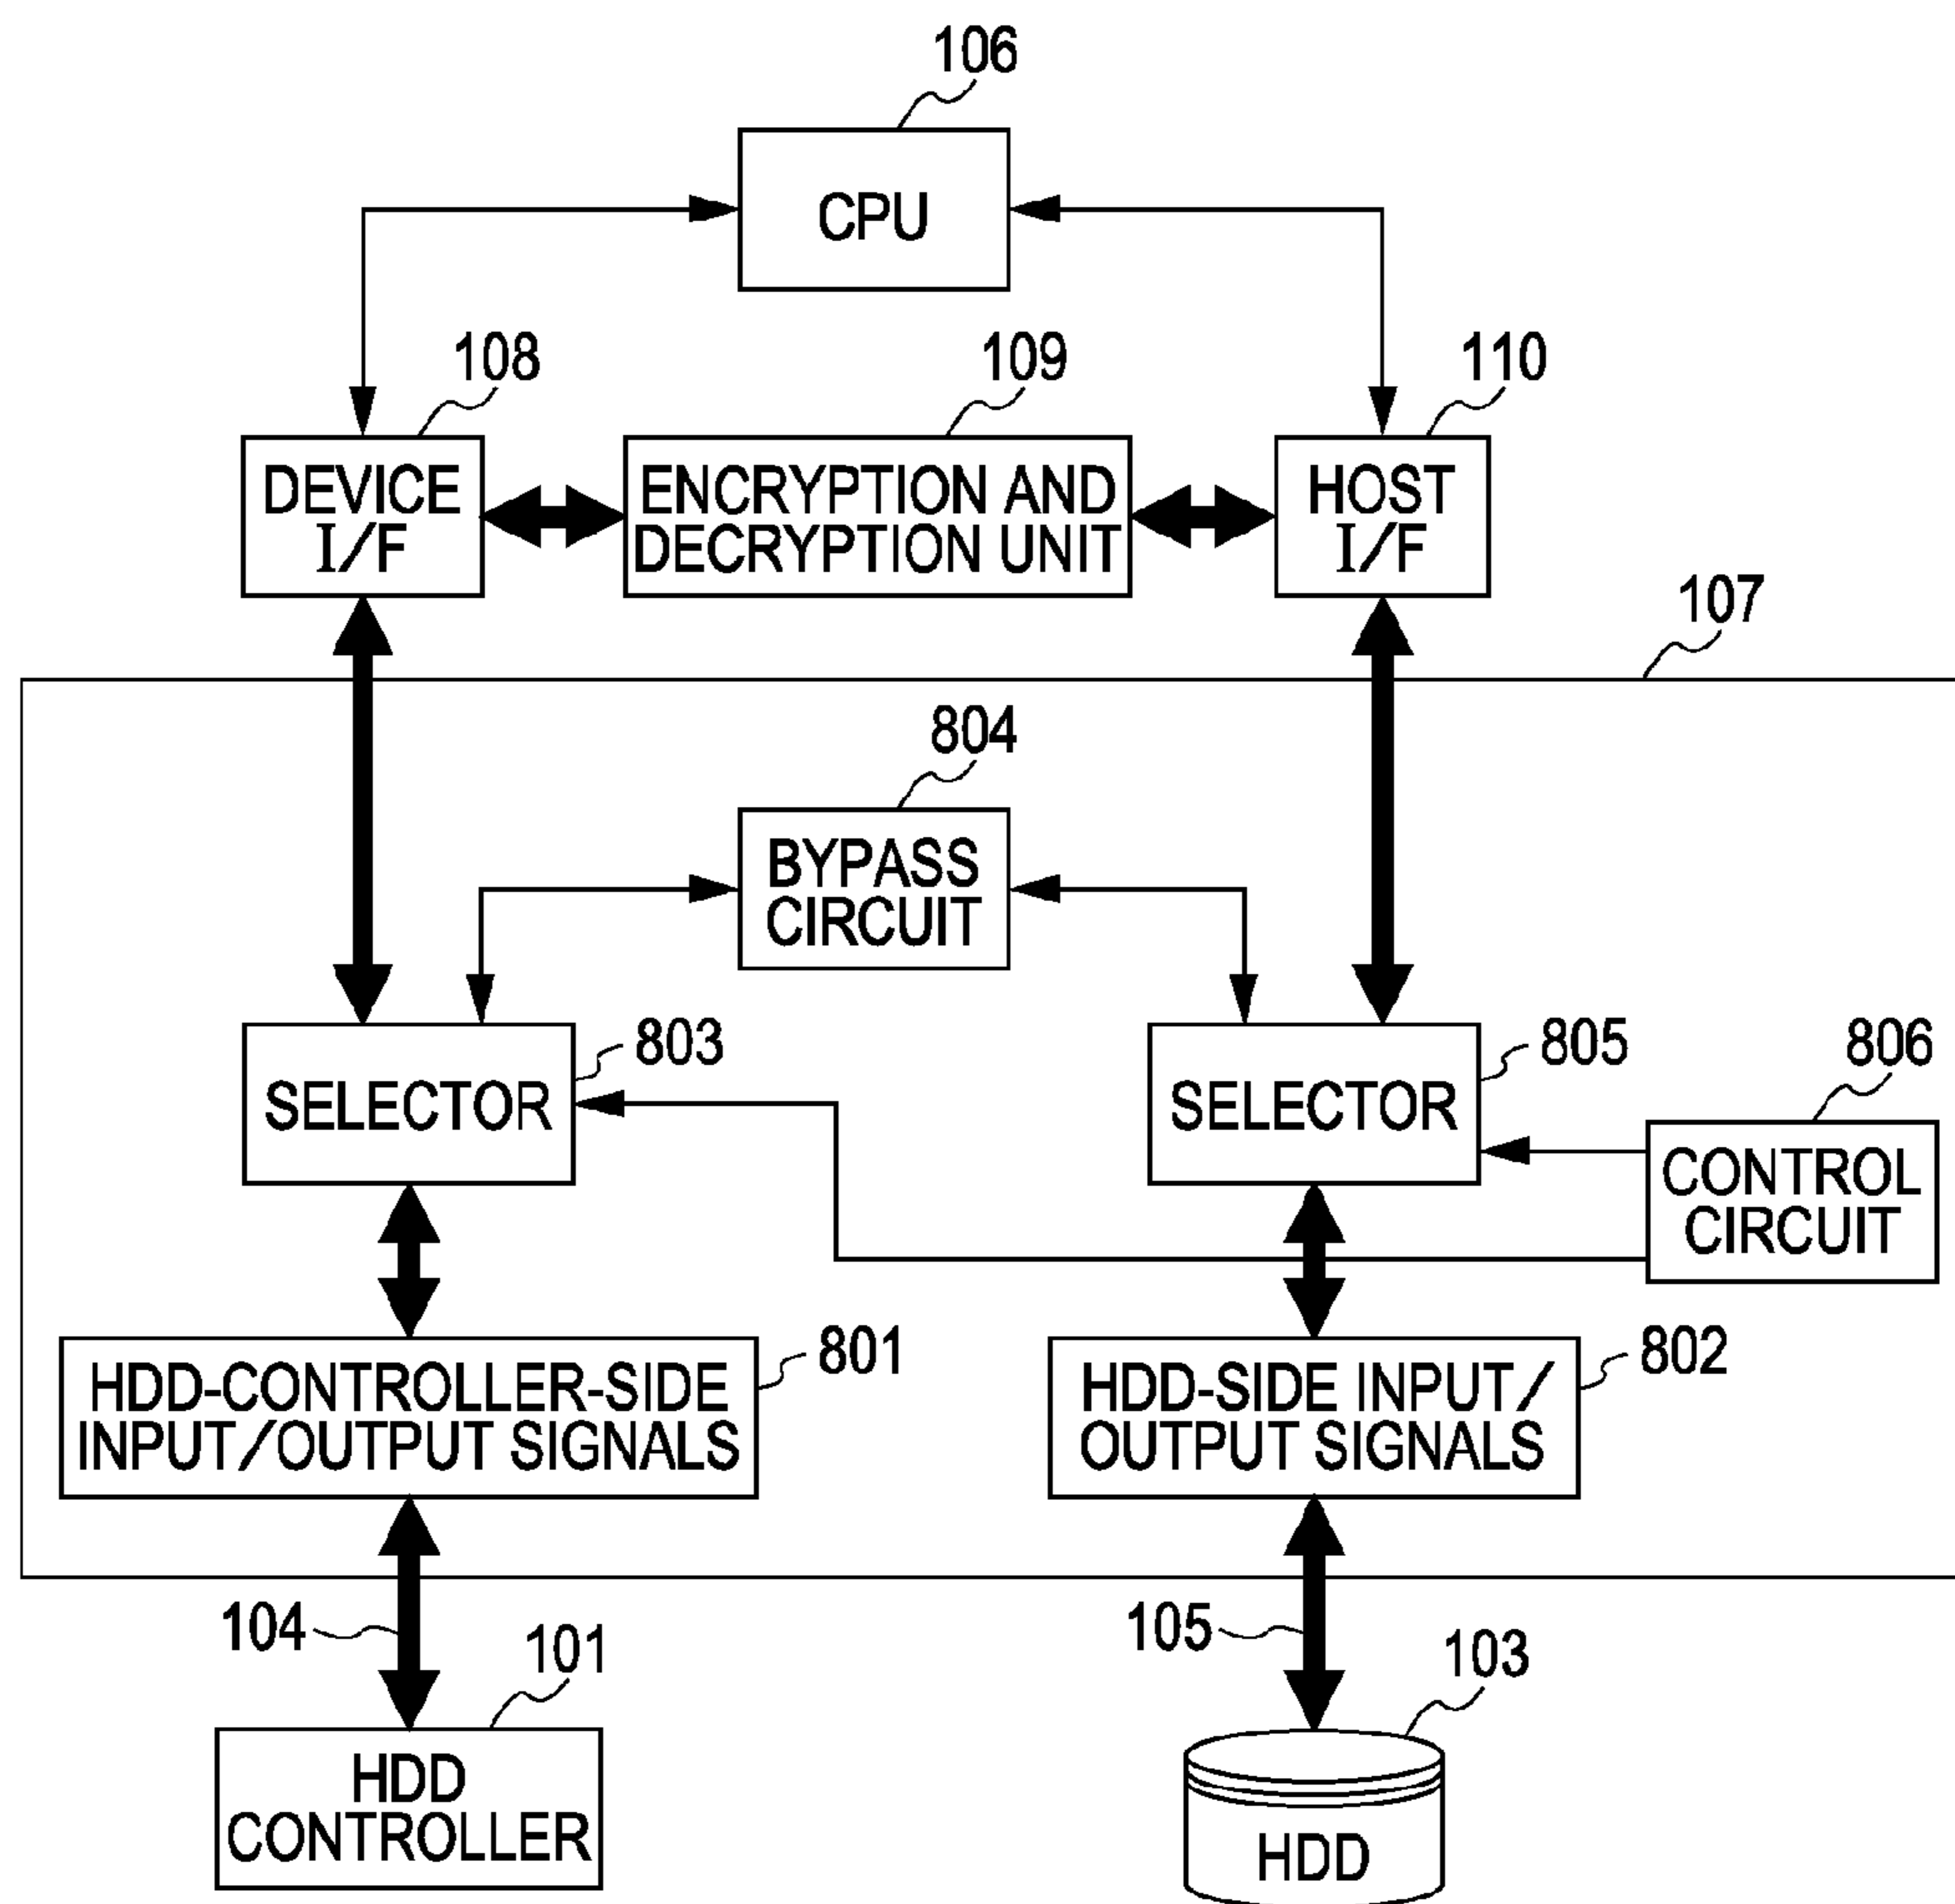 106
CPU
108
109
110
DEVICE
I/F
ENCRYPTION AND
DECRYPTION UNIT
HOST
I/F
107
804
BYPASS
CIRCUIT
803
805
806
SELECTOR
SELECTOR
CONTROL
CIRCUIT
801
802
HDD-CONTROLLER-SIDE
INPUT/OUTPUT SIGNALS
HDD-SIDE INPUT/
OUTPUT SIGNALS
104
101
105
103
HDD
CONTROLLER
HDD